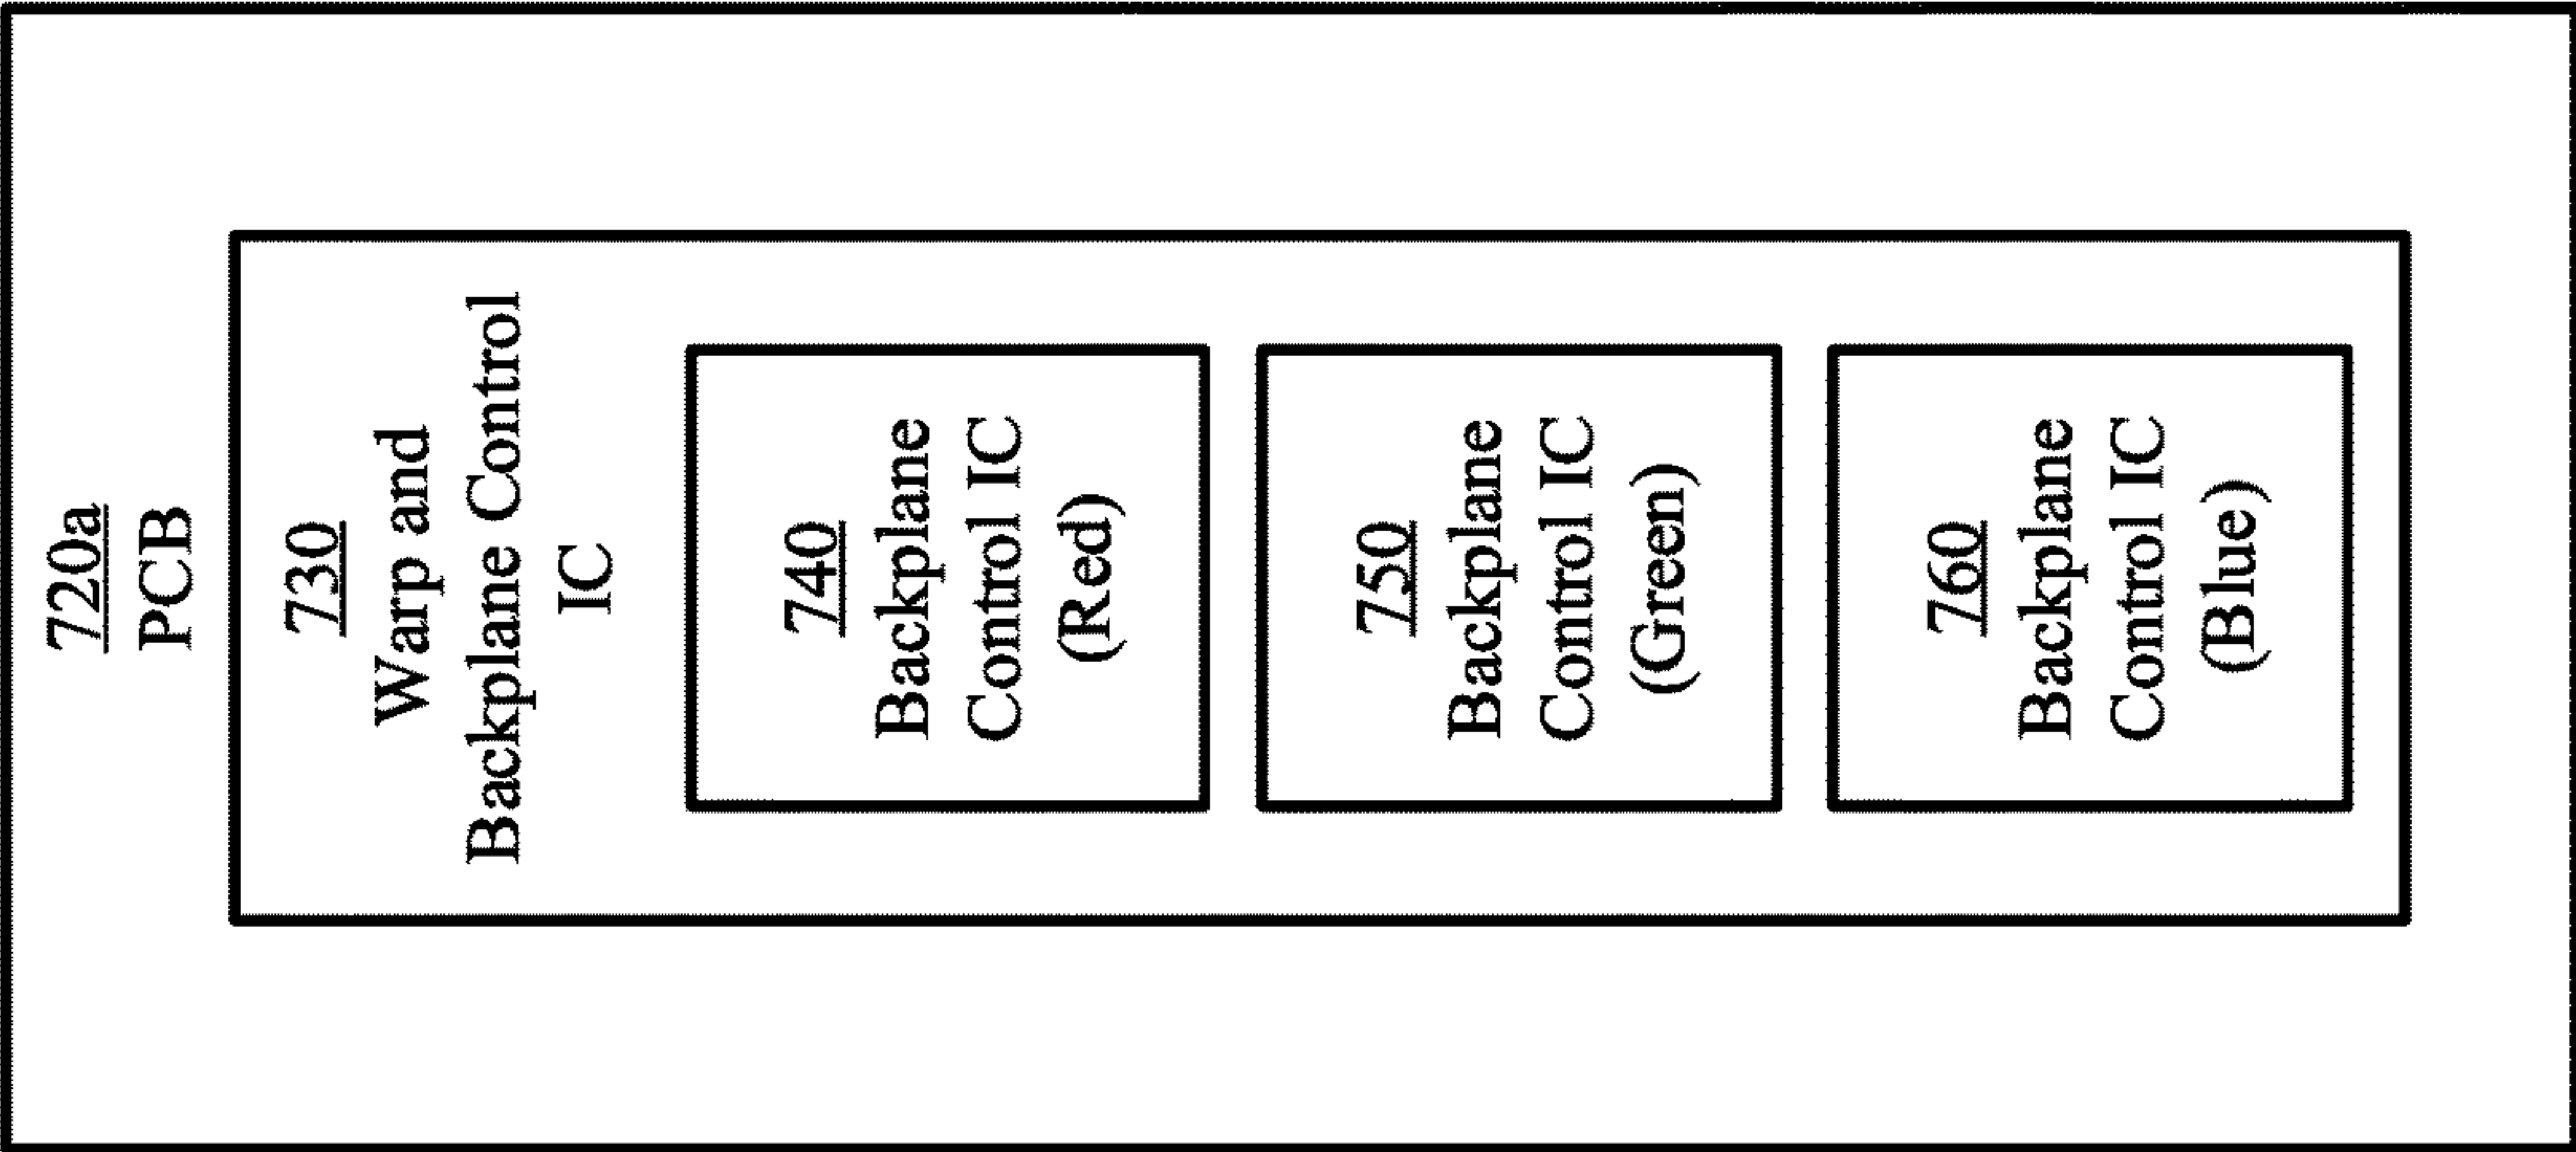 720a
PCB
730
Warp and
Backplane Control
IC
740
Backplane
Control IC
(Red)
750
Backplane
Control IC
(Green)
760
Backplane
Control IC
(Blue)